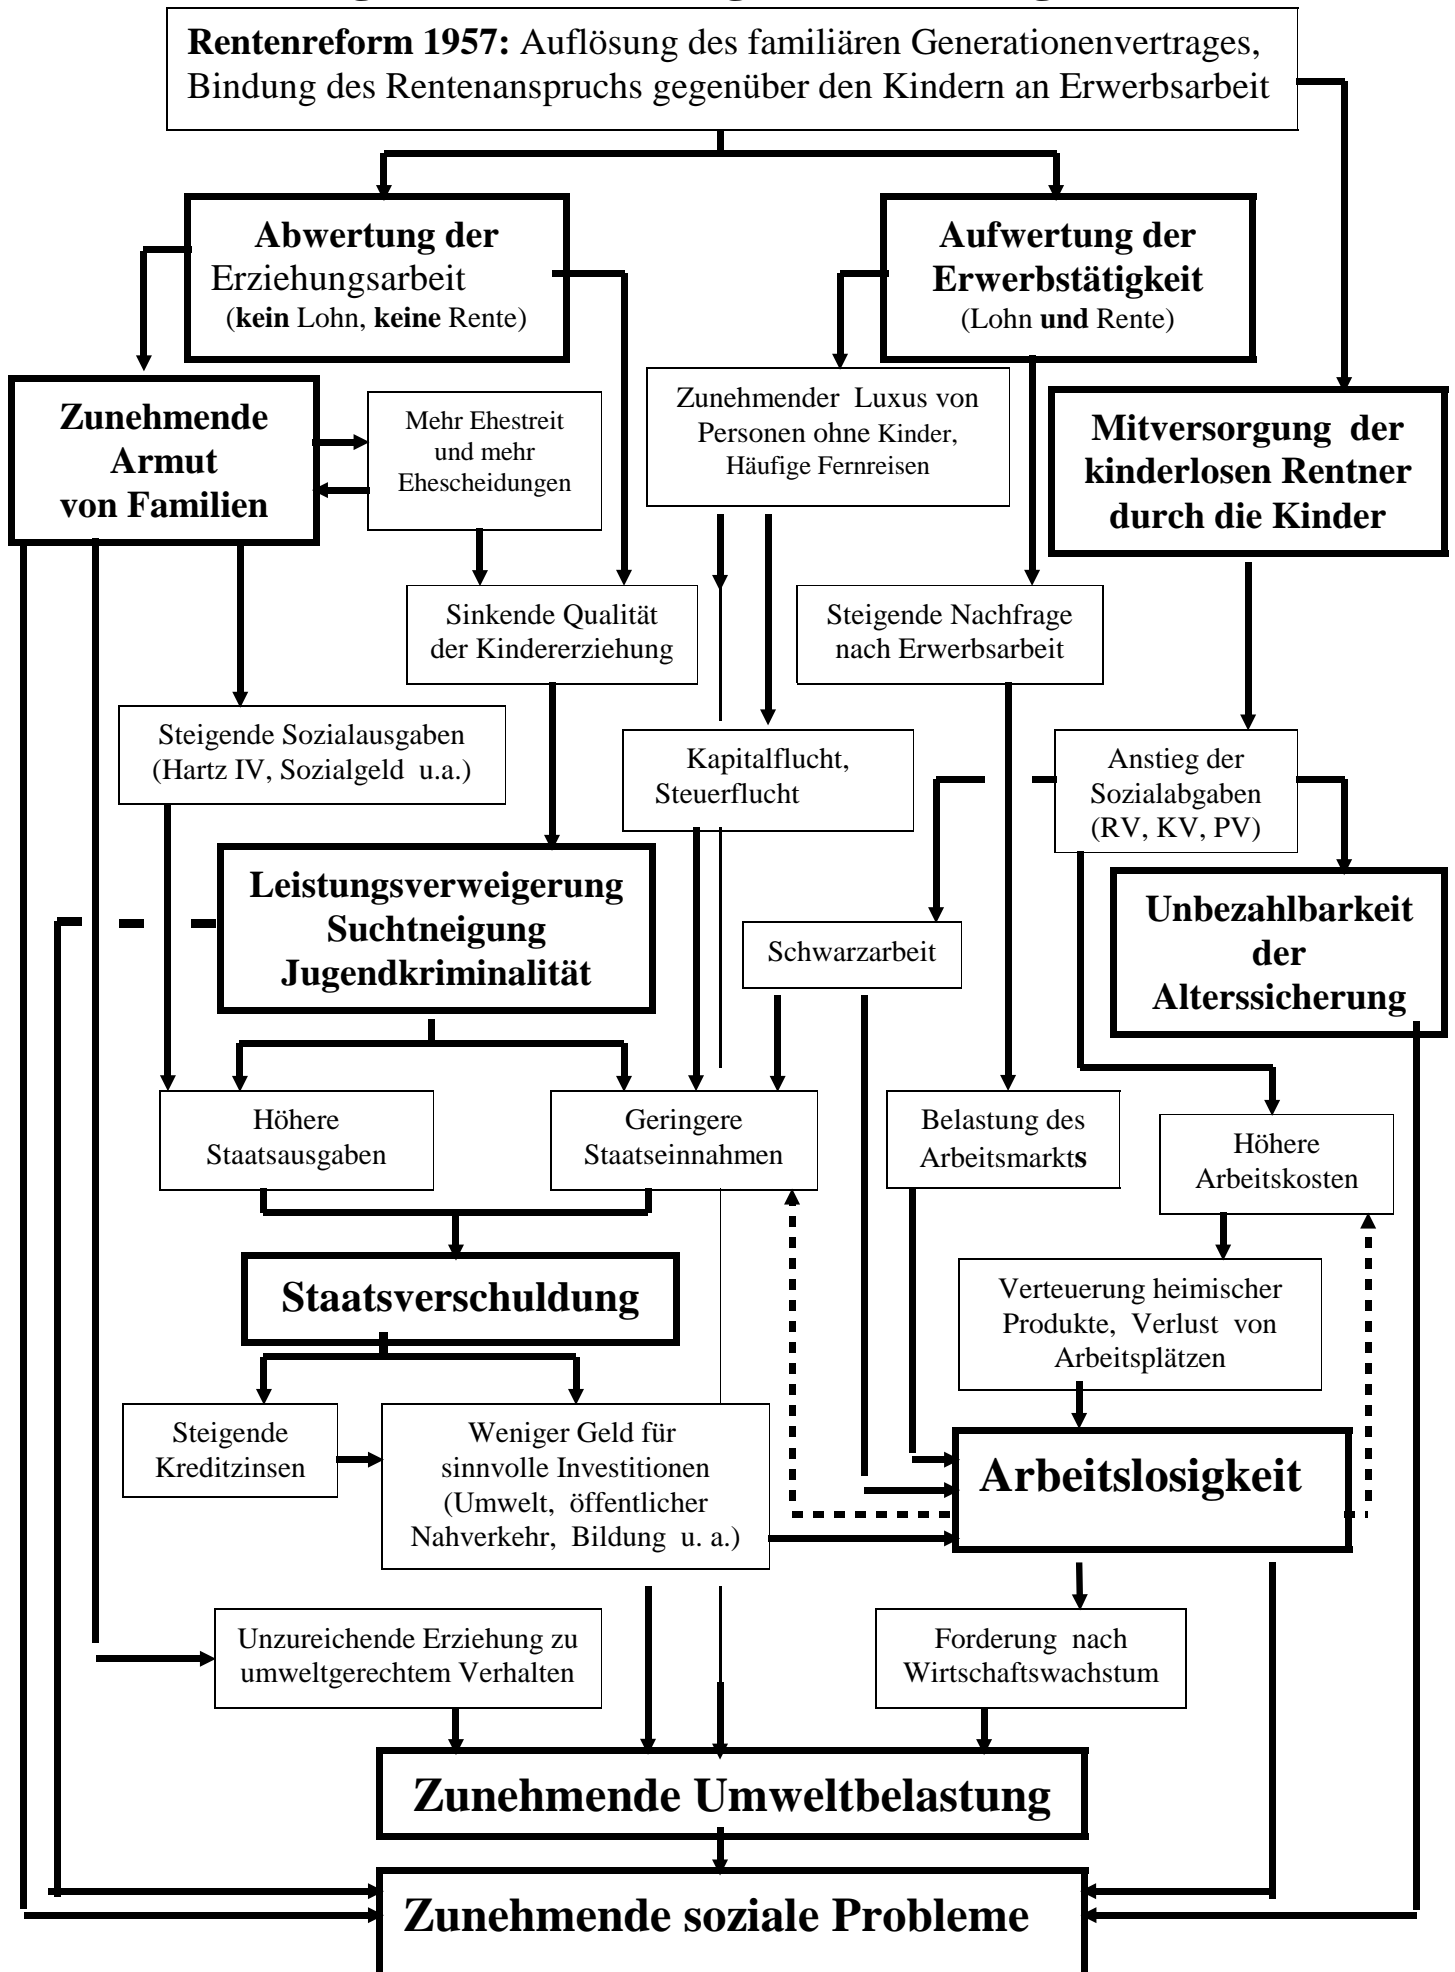 Rentenreform 1957: Auflösung des familiären Generationenvertrages,
Bindung des Rentenanspruchs gegenüber den Kindern an Erwerbsarbeit
Abwertung der
Erziehungsarbeit
(kein Lohn, keine Rente)
Aufwertung der
Erwerbstätigkeit
(Lohn und Rente)
Zunehmende
Armut
von Familien
Mehr Ehestreit
und mehr
Ehescheidungen
Zunehmender Luxus von
Personen ohne Kinder,
Häufige Fernreisen
Mitversorgung der
kinderlosen Rentner
durch die Kinder
Sinkende Qualität
der Kindererziehung
Steigende Nachfrage
nach Erwerbsarbeit
Steigende Sozialausgaben
(Hartz IV, Sozialgeld u.a.)
Kapitalflucht,
Steuerflucht
Anstieg der
Sozialabgaben
(RV, KV, PV)
Leistungsverweigerung
Suchtneigung
Jugendkriminalität
Schwarzarbeit
Unbezahlbarkeit
der
Alterssicherung
Höhere
Staatsausgaben
Geringere
Staatseinnahmen
Belastung des
Arbeitsmarkts
Höhere
Arbeitskosten
Staatsverschuldung
Verteuerung heimischer
Produkte, Verlust von
Arbeitsplätzen
Steigende
Kreditzinsen
Weniger Geld für
sinnvolle Investitionen
(Umwelt, öffentlicher
Nahverkehr, Bildung u. a.)
Arbeitslosigkeit
Unzureichende Erziehung zu
umweltgerechtem Verhalten
Forderung nach
Wirtschaftswachstum
Zunehmende Umweltbelastung
Zunehmende soziale Probleme